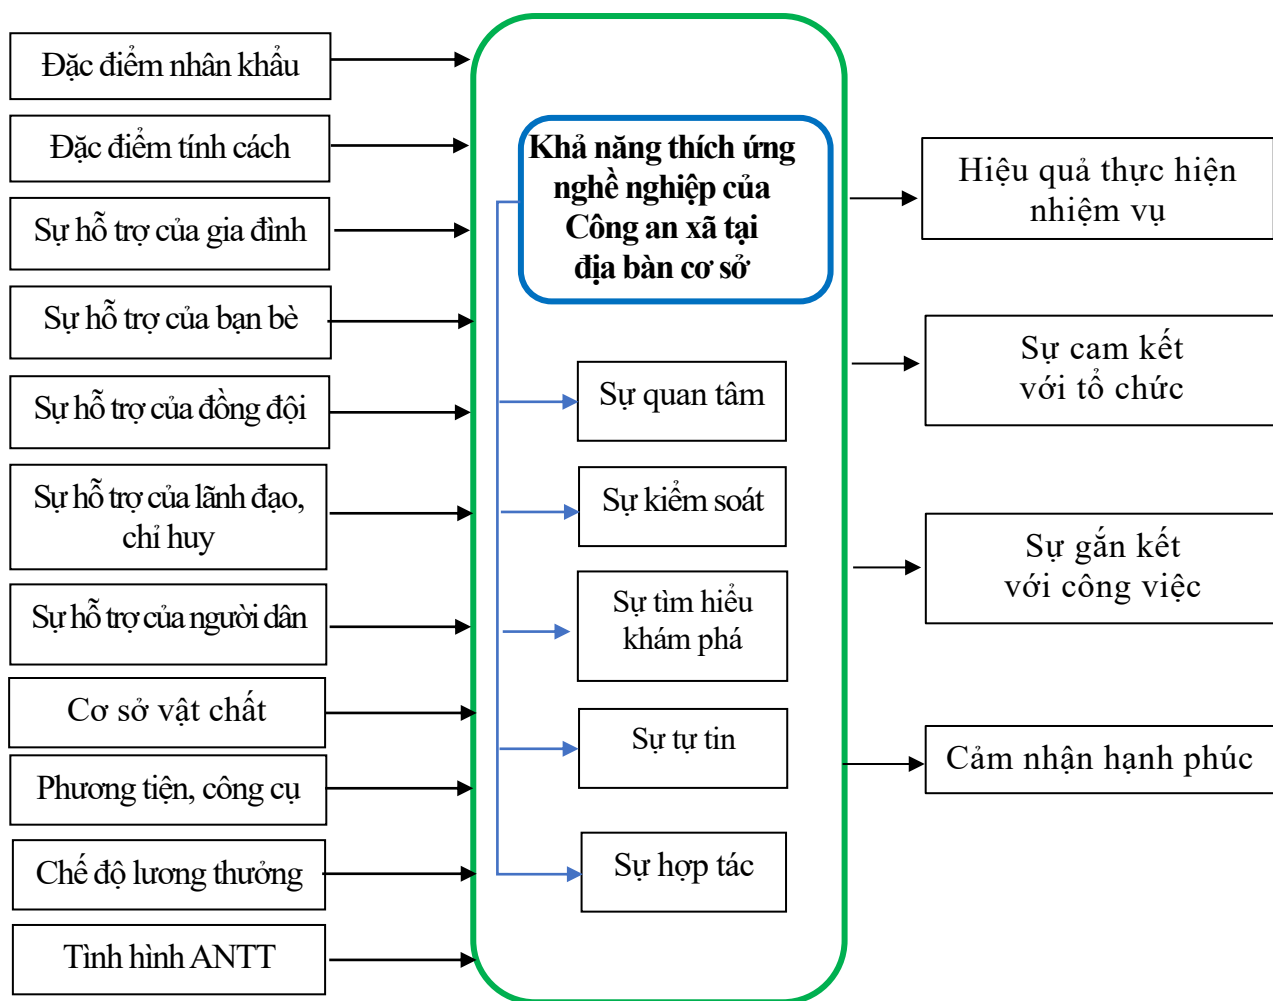 Đặc điểm nhân khẩu
Đặc điểm tính cách
Sự hỗ trợ của gia đình
Sự hỗ trợ của bạn bè
Sự hỗ trợ của đồng đội
Sự hỗ trợ của lãnh đạo,
chỉ huy
Sự hỗ trợ của người dân
Cơ sở vật chất
Phương tiện, công cụ
Chế độ lương thưởng
Tình hình ANTT
Khả năng thích ứng
nghề nghiệp của
Công an xã tại
địa bàn cơ sở
Sự quan tâm
Sự kiểm soát
Sự tìm hiểu
khám phá
Sự tự tin
Sự hợp tác
Hiệu quả thực hiện
nhiệm vụ
Sự cam kết
với tổ chức
Sự gắn kết
với công việc
Cảm nhận hạnh phúc